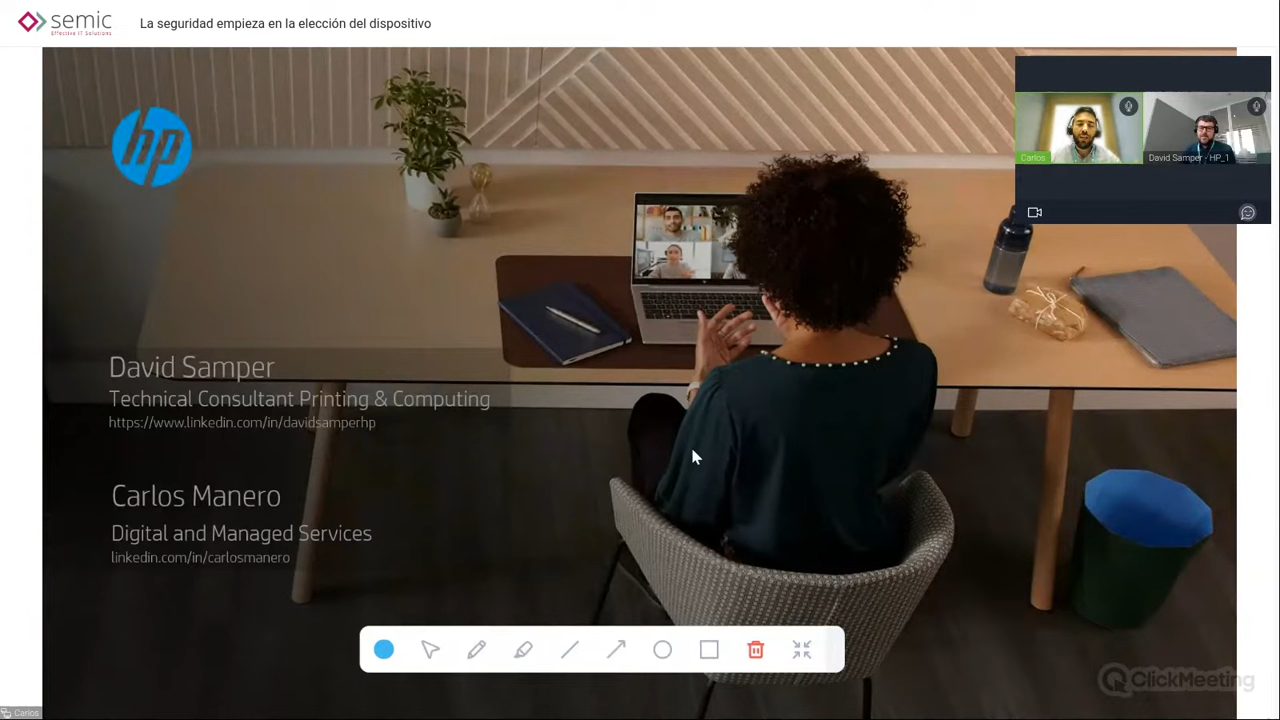 semic
Effective IT Solutions
La seguridad empieza en la elección del dispositivo
hp
Carlos
David Samper - HP_1
David Samper
Technical Consultant Printing & Computing
https://www.linkedin.com/in/davidsamperhp
Carlos Manero
Digital and Managed Services
linkedin.com/in/carlosmanero
ClickMeeting
Carlos